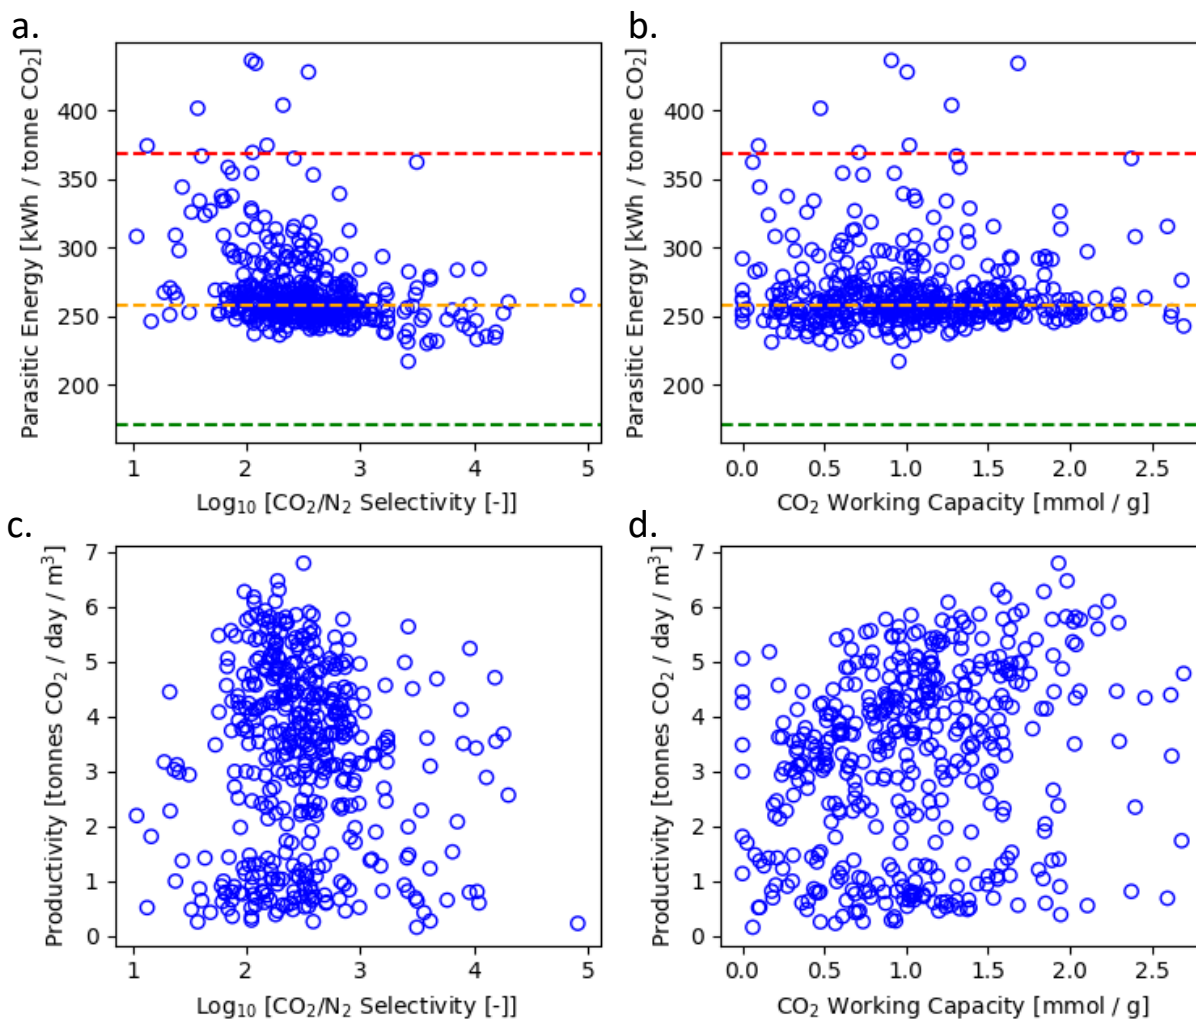 a.
Parasitic Energy [kWh / tonne CO₂]
400
350
300
250
200
1 2 3 4 5
Log₁₀ [CO₂/N₂ Selectivity [-]]
b.
Parasitic Energy [kWh / tonne CO₂]
400
350
300
250
200
0.0 0.5 1.0 1.5 2.0 2.5
CO₂ Working Capacity [mmol / g]
c.
Productivity [tonnes CO₂ / day / m³]
7
6
5
4
3
2
1
0
1 2 3 4 5
Log₁₀ [CO₂/N₂ Selectivity [-]]
d.
Productivity [tonnes CO₂ / day / m³]
7
6
5
4
3
2
1
0
0.0 0.5 1.0 1.5 2.0 2.5
CO₂ Working Capacity [mmol / g]